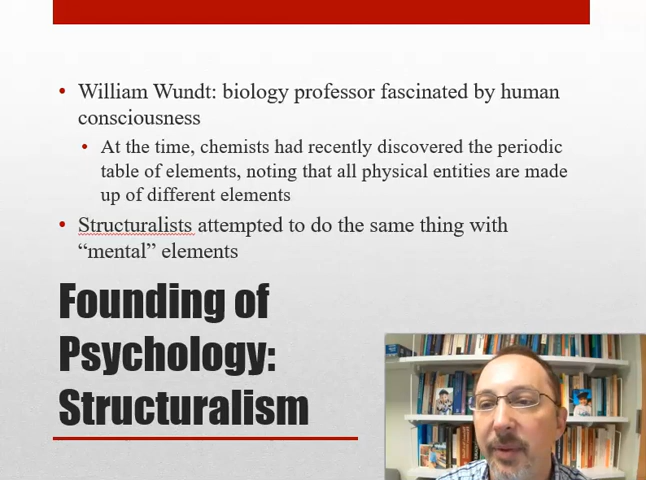 • William Wundt: biology professor fascinated by human
consciousness
• At the time, chemists had recently discovered the periodic
table of elements, noting that all physical entities are made
up of different elements
• Structuralists attempted to do the same thing with
“mental” elements
Founding of
Psychology:
Structuralism